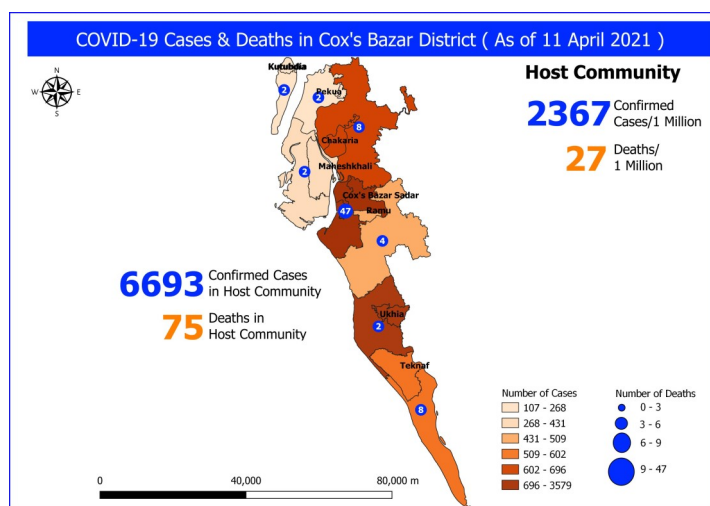 COVID-19 Cases & Deaths in Cox's Bazar District ( As of 11 April 2021 )
N
W E
S
Kutubdia
2
Pekua
2
8
Chakaria
Maheshkhali
2
Cox's Bazar Sadar
47
Ramu
4
Ukhia
2
Teknaf
8
Host Community
2367 Confirmed
Cases/1 Million
27 Deaths/
1 Million
6693 Confirmed Cases
in Host Community
75 Deaths in
Host Community
Number of Cases
107 - 268
268 - 431
431 - 509
509 - 602
602 - 696
696 - 3579
Number of Deaths
0 - 3
3 - 6
6 - 9
9 - 47
0 40,000 80,000 m